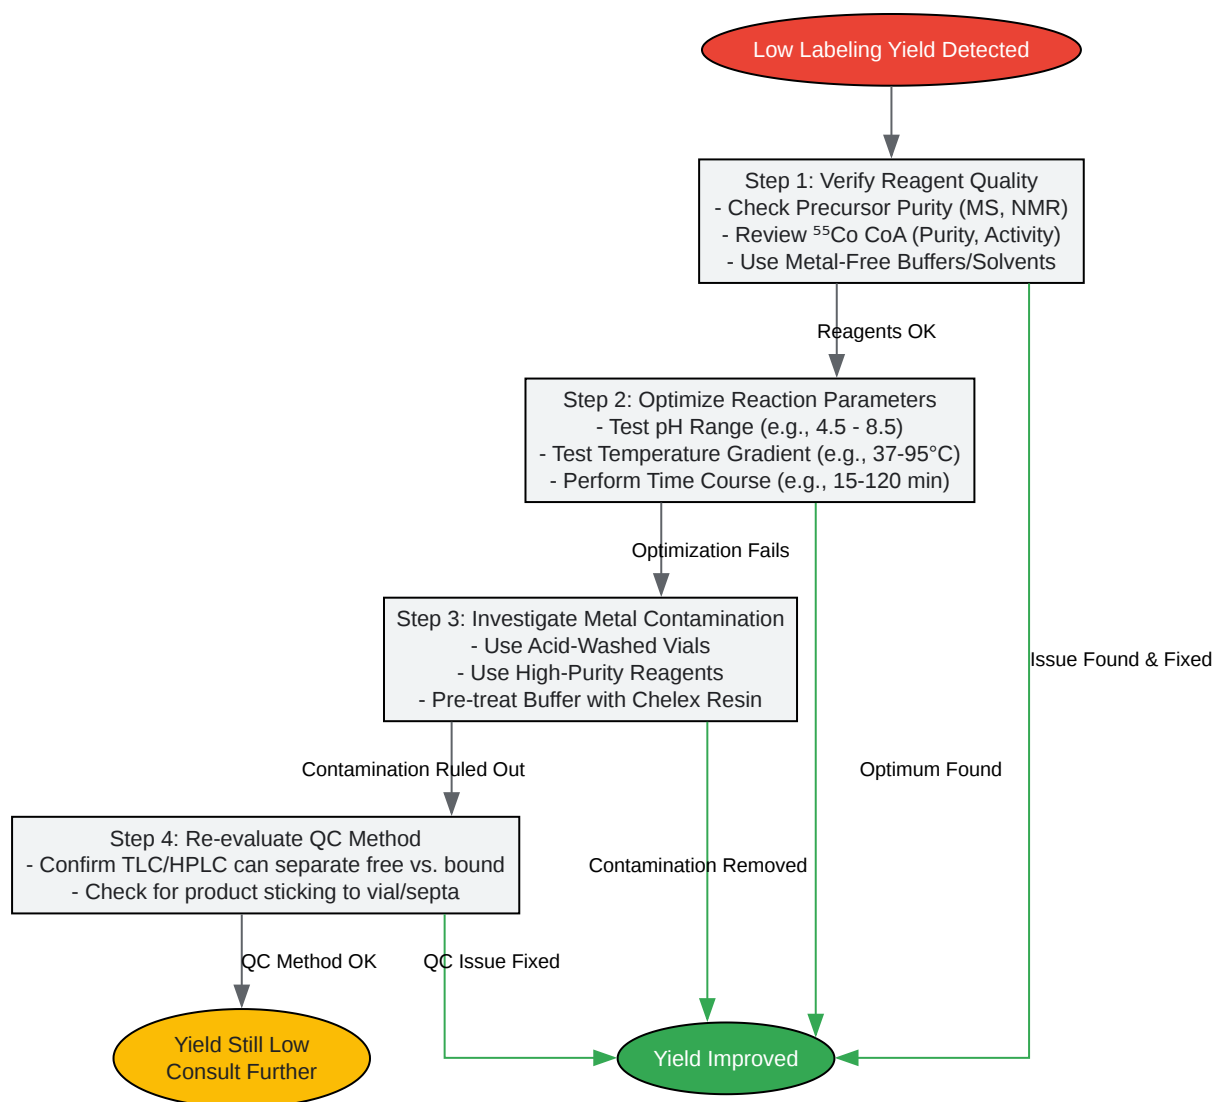 Low Labeling Yield Detected
Step 1: Verify Reagent Quality
- Check Precursor Purity (MS, NMR)
- Review ⁵⁵Co CoA (Purity, Activity)
- Use Metal-Free Buffers/Solvents
Reagents OK
Step 2: Optimize Reaction Parameters
- Test pH Range (e.g., 4.5 - 8.5)
- Test Temperature Gradient (e.g., 37-95°C)
- Perform Time Course (e.g., 15-120 min)
Optimization Fails
Step 3: Investigate Metal Contamination
- Use Acid-Washed Vials
- Use High-Purity Reagents
- Pre-treat Buffer with Chelex Resin
Issue Found & Fixed
Contamination Ruled Out
Optimum Found
Step 4: Re-evaluate QC Method
- Confirm TLC/HPLC can separate free vs. bound
- Check for product sticking to vial/septa
Contamination Removed
QC Method OK
QC Issue Fixed
Yield Still Low
Consult Further
Yield Improved